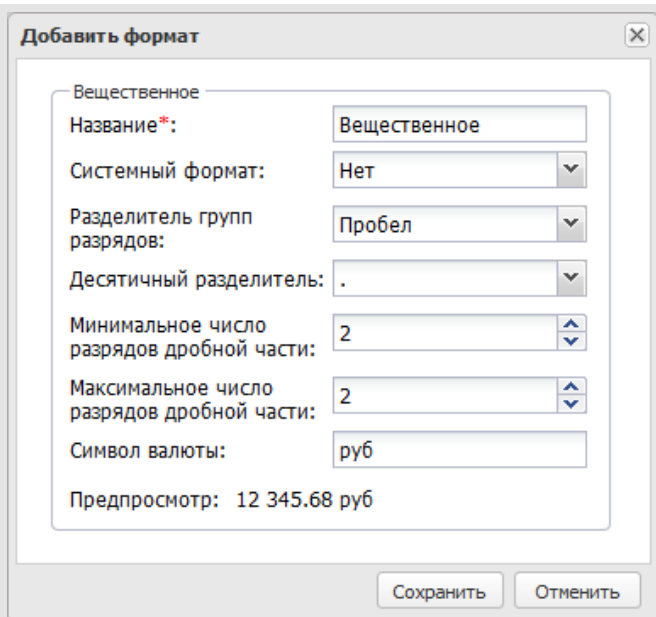 Добавить формат
Вещественное
Название*: Вещественное
Системный формат: Нет
Разделитель групп
разрядов: Пробел
Десятичный разделитель: .
Минимальное число
разрядов дробной части: 2
Максимальное число
разрядов дробной части: 2
Символ валюты: руб
Предпросмотр: 12 345.68 руб
Сохранить Отменить